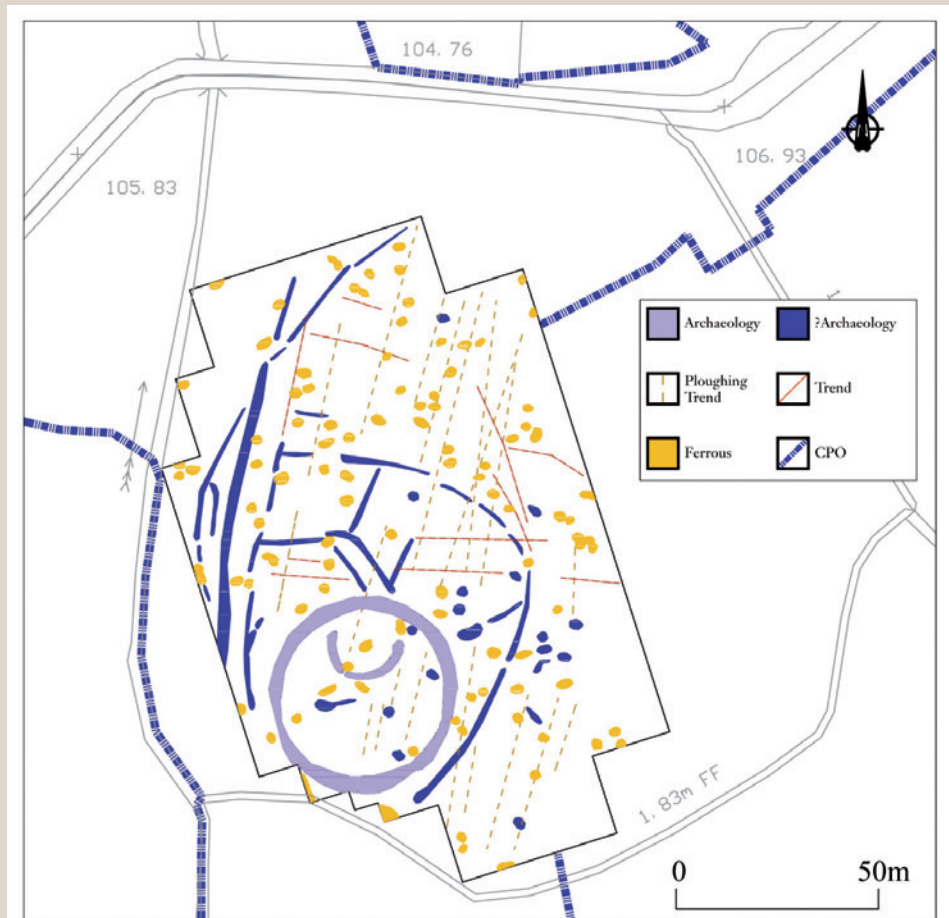 104. 76
106. 93
105. 83
Archaeology
?Archaeology
Ploughing
Trend
Trend
Ferrous
CPO
1. 83m FF
0
50m